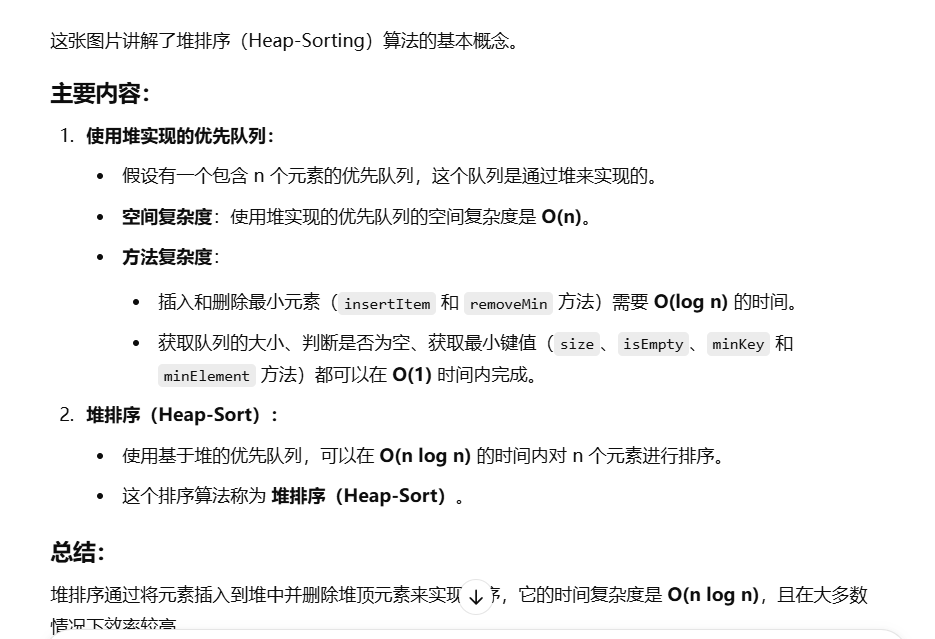 这张图片讲解了堆排序（Heap-Sorting）算法的基本概念。
主要内容：
1. 使用堆实现的优先队列：
• 假设有一个包含 n 个元素的优先队列，这个队列是通过堆来实现的。
• 空间复杂度：使用堆实现的优先队列的空间复杂度是 O(n)。
• 方法复杂度：
• 插入和删除最小元素（insertItem 和 removeMin 方法）需要 O(log n) 的时间。
• 获取队列的大小、判断是否为空、获取最小键值（size、isEmpty、minKey 和
minElement 方法）都可以在 O(1) 时间内完成。
2. 堆排序（Heap-Sort）：
• 使用基于堆的优先队列，可以在 O(n log n) 的时间内对 n 个元素进行排序。
• 这个排序算法称为 堆排序（Heap-Sort）。
总结：
堆排序通过将元素插入到堆中并删除堆顶元素来实现序，它的时间复杂度是 O(n log n)，且在大多数
情况下效率较高